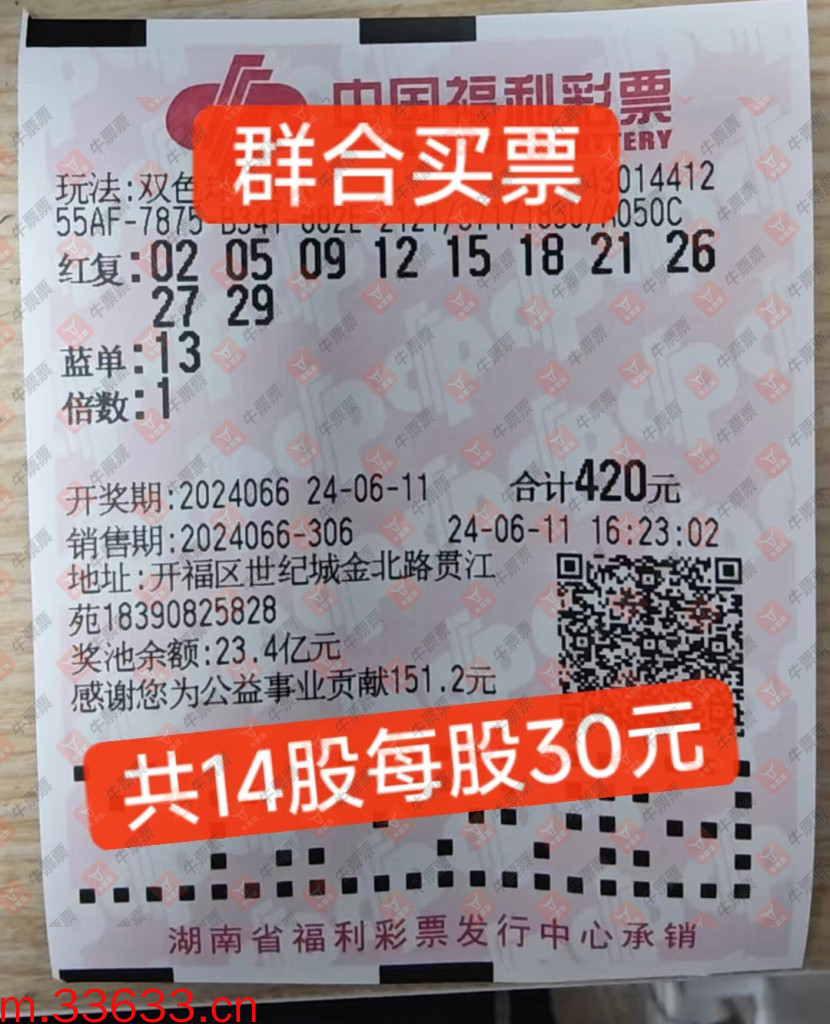 中国福利彩票
TERY
群合买票
玩法:双色 43014412
55AF-7875 050C
红复:02 05 09 12 15 18 21 26
27 29
蓝单:13
倍数:1
开奖期:2024066 24-06-11 合计420元
销售期:2024066-306 24-06-11 16:23:02
地址:开福区世纪城金北路贯江
苑18390825828
奖池余额:23.4亿元
感谢您为公益事业贡献151.2元
共14股每股30元
湖南省福利彩票发行中心承销
m.33633.cn
牛票票